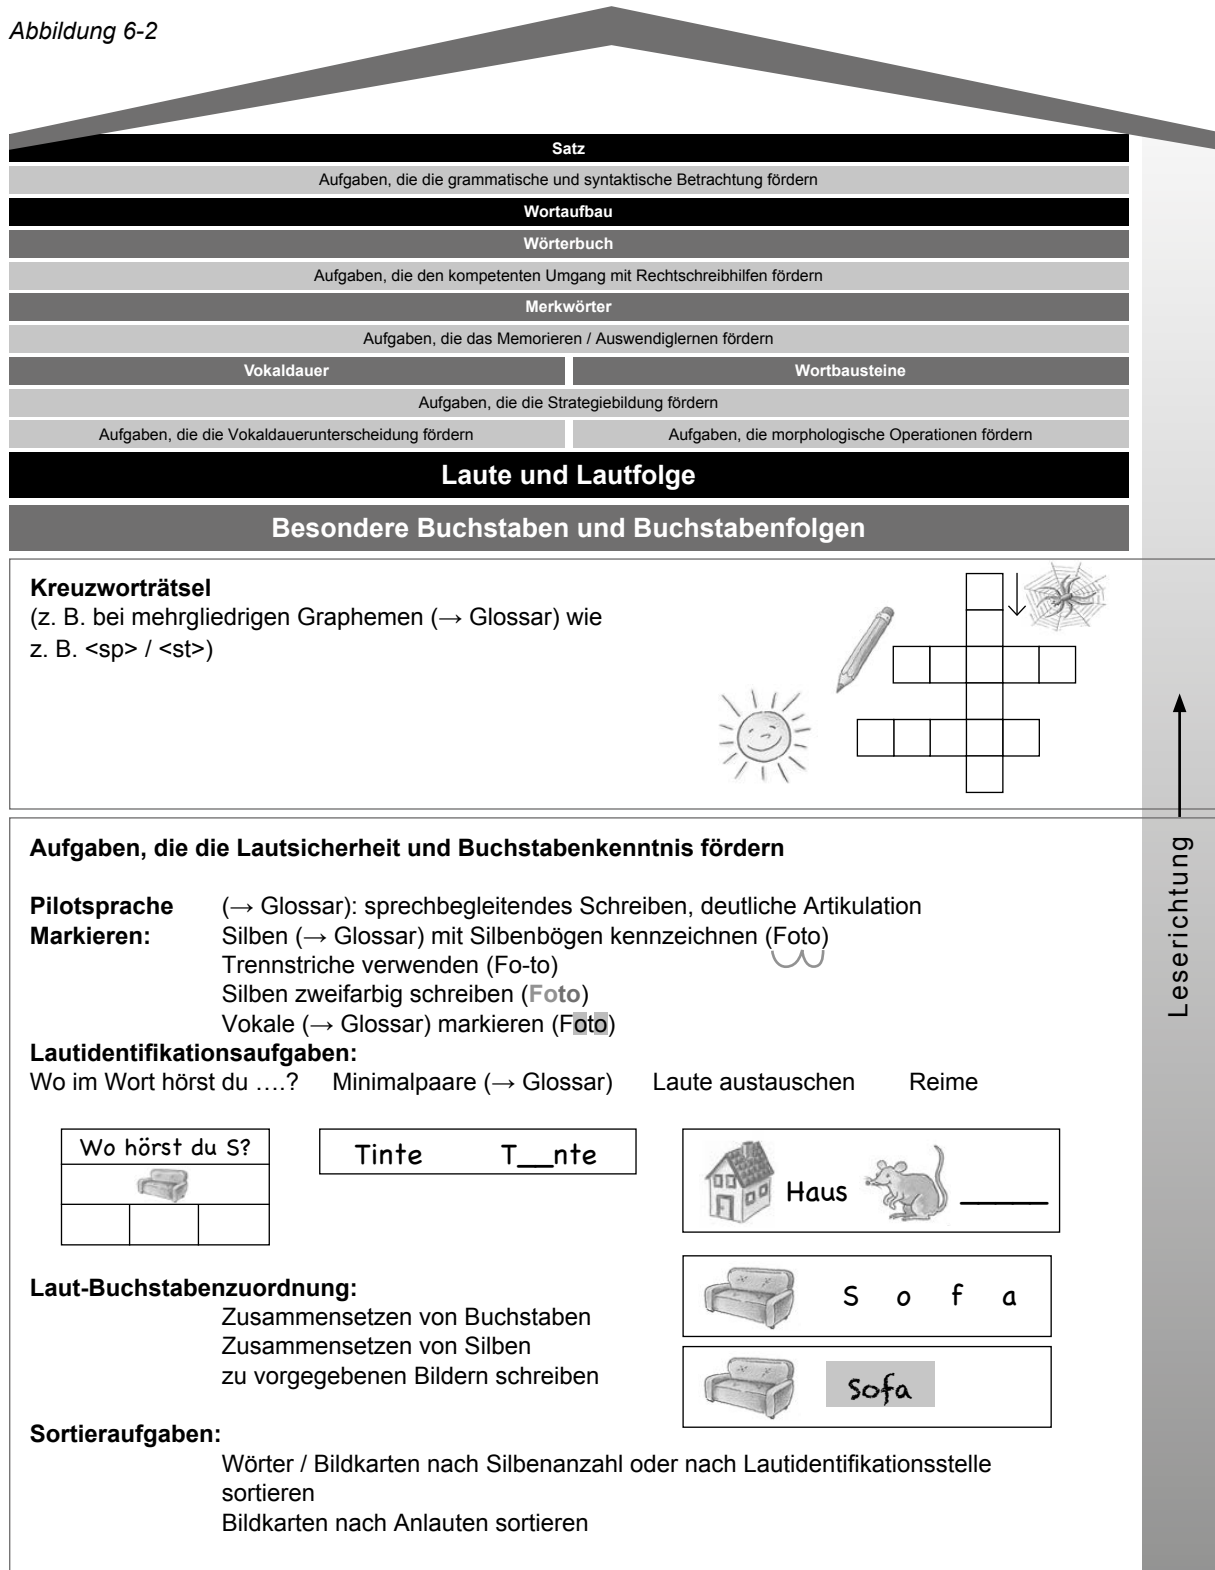 Abbildung 6-2
Satz
Aufgaben, die die grammatische und syntaktische Betrachtung fördern
Wortaufbau
Wörterbuch
Aufgaben, die den kompetenten Umgang mit Rechtschreibhilfen fördern
Merkwörter
Aufgaben, die das Memorieren / Auswendiglernen fördern
Vokaldauer Wortbausteine
Aufgaben, die die Strategiebildung fördern
Aufgaben, die die Vokaldauerunterscheidung fördern Aufgaben, die morphologische Operationen fördern
Laute und Lautfolge
Besondere Buchstaben und Buchstabenfolgen
Kreuzworträtsel
(z. B. bei mehrgliedrigen Graphemen (→ Glossar) wie
z. B. <sp> / <st>)
Aufgaben, die die Lautsicherheit und Buchstabenkenntnis fördern
Pilotsprache (→ Glossar): sprechbegleitendes Schreiben, deutliche Artikulation
Markieren: Silben (→ Glossar) mit Silbenbögen kennzeichnen (Foto)
Trennstriche verwenden (Fo-to)
Silben zweifarbig schreiben (Foto)
Vokale (→ Glossar) markieren (Foto)
Lautidentifikationsaufgaben:
Wo im Wort hörst du ….? Minimalpaare (→ Glossar) Laute austauschen Reime
Wo hörst du S?
Tinte T__nte
Haus _____
Laut-Buchstabenzuordnung:
Zusammensetzen von Buchstaben
Zusammensetzen von Silben
zu vorgegebenen Bildern schreiben
S o f a
Sofa
Sortieraufgaben:
Wörter / Bildkarten nach Silbenanzahl oder nach Lautidentifikationsstelle
sortieren
Bildkarten nach Anlauten sortieren
Leserichtung